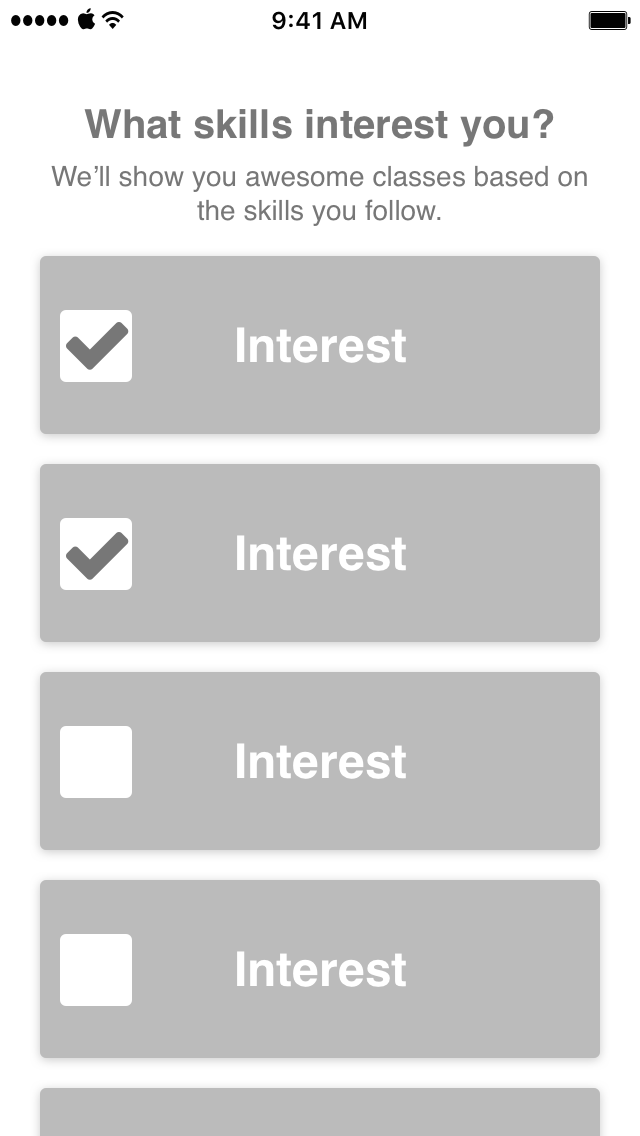 9:41 AM
What skills interest you?
We’ll show you awesome classes based on
the skills you follow.
Interest
Interest
Interest
Interest